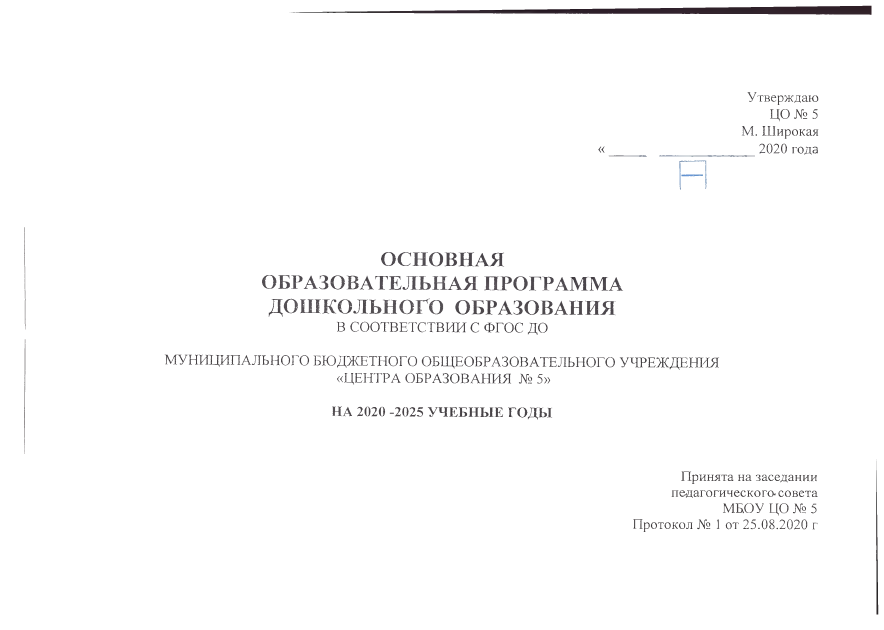 Утверждаю
ЦО № 5
М. Широкая
« _____ _____________ 2020 года
ОСНОВНАЯ
ОБРАЗОВАТЕЛЬНАЯ ПРОГРАММА
ДОШКОЛЬНОГО ОБРАЗОВАНИЯ
В СООТВЕТСТВИИ С ФГОС ДО
МУНИЦИПАЛЬНОГО БЮДЖЕТНОГО ОБЩЕОБРАЗОВАТЕЛЬНОГО УЧРЕЖДЕНИЯ
«ЦЕНТРА ОБРАЗОВАНИЯ № 5»
НА 2020 -2025 УЧЕБНЫЕ ГОДЫ
Принята на заседании
педагогического совета
МБОУ ЦО № 5
Протокол № 1 от 25.08.2020 г